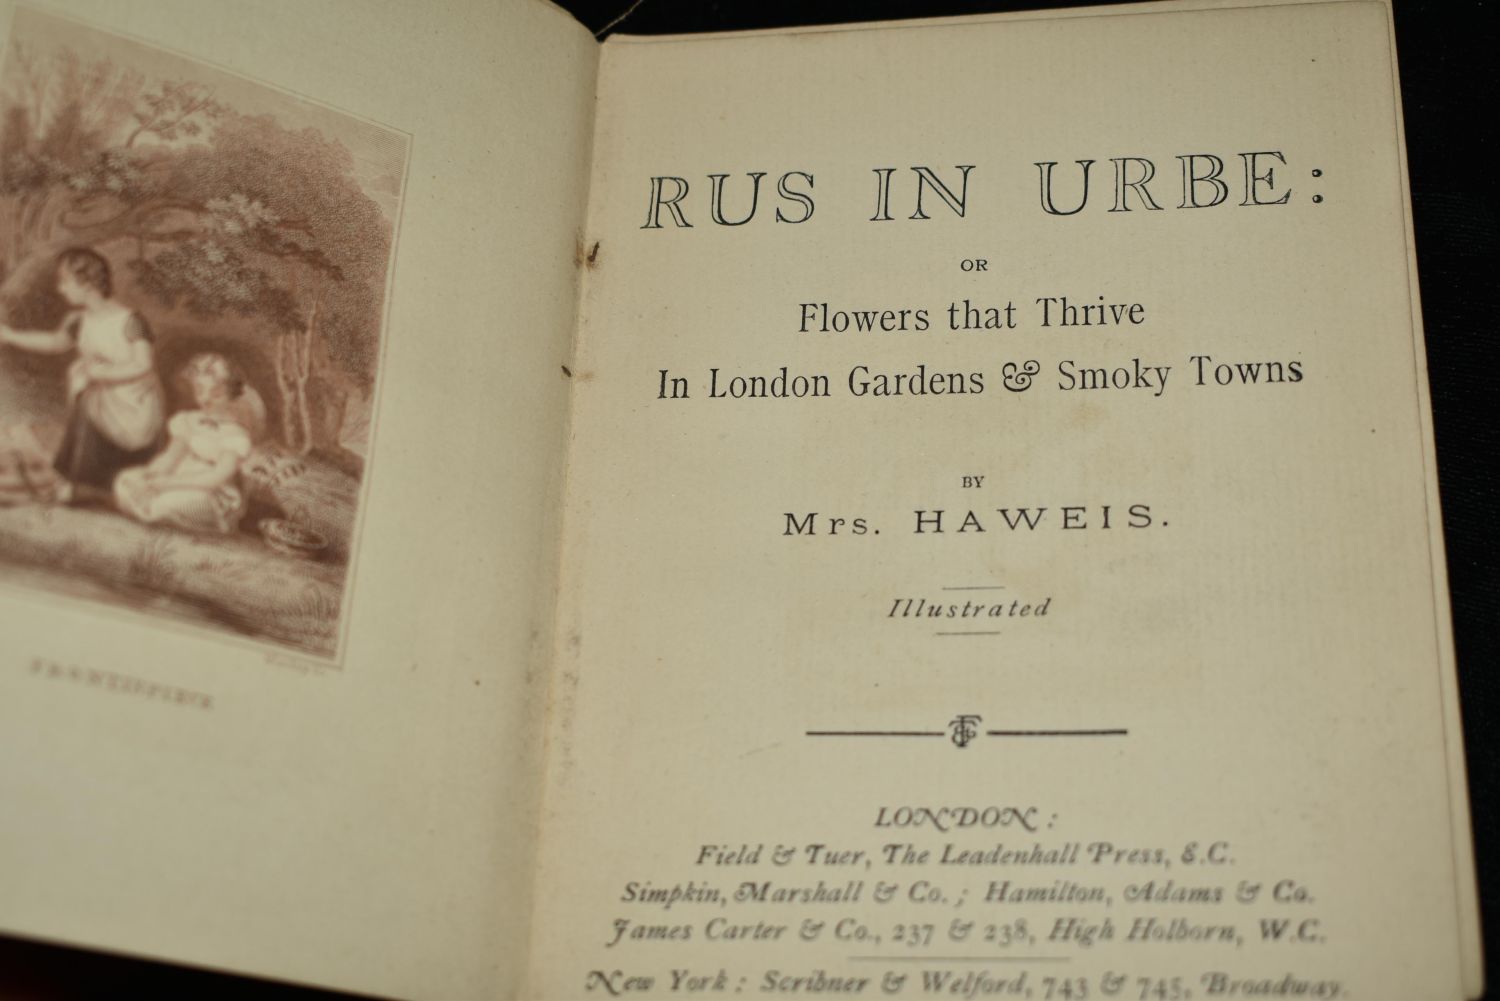 FRONTISPIECE
RUS IN URBE:
OR
Flowers that Thrive
In London Gardens & Smoky Towns
BY
Mrs. HAWEIS.
Illustrated
LONDON:
Field & Tuer, The Leadenhall Press, E.C.
Simpkin, Marshall & Co.; Hamilton, Adams & Co.
James Carter & Co., 237 & 238, High Holborn, W.C.
New York: Scribner & Welford, 743 & 745, Broadway.